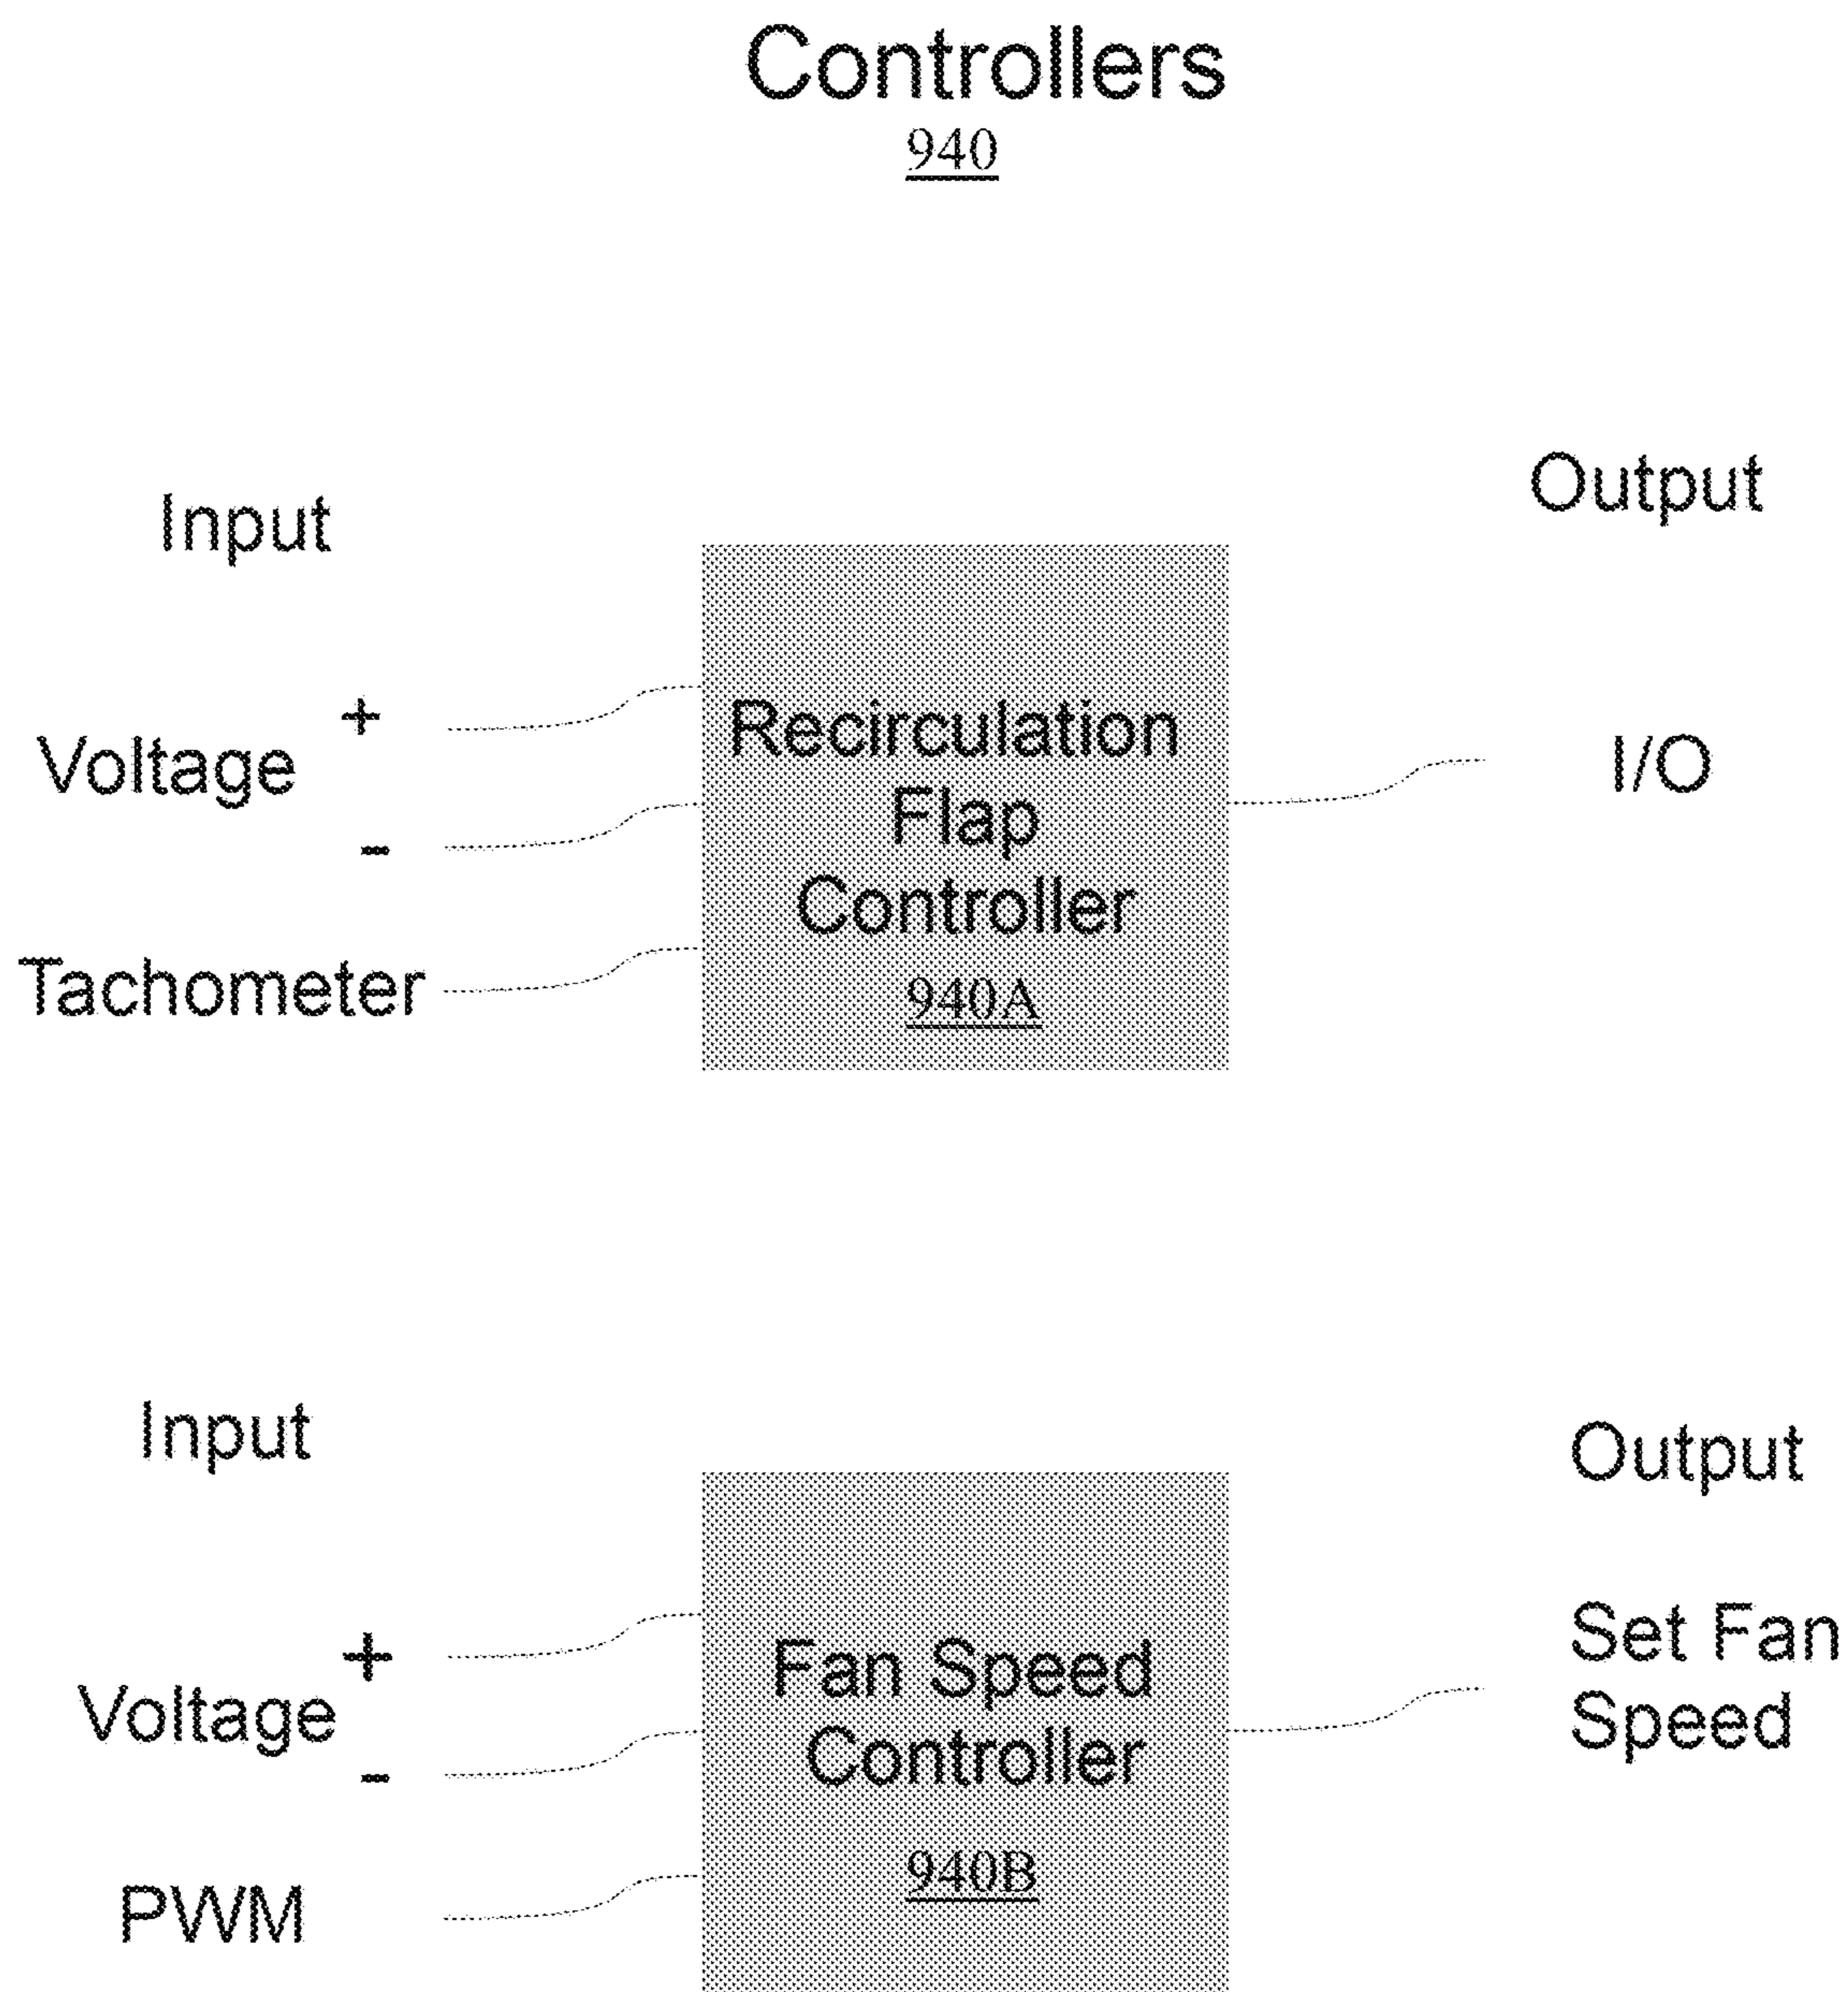 Controllers
940
Input
Output
Voltage
+
-
Tachometer
Recirculation
Flap
Controller
940A
I/O
Input
Output
Voltage
+
-
PWM
Fan Speed
Controller
940B
Set Fan
Speed